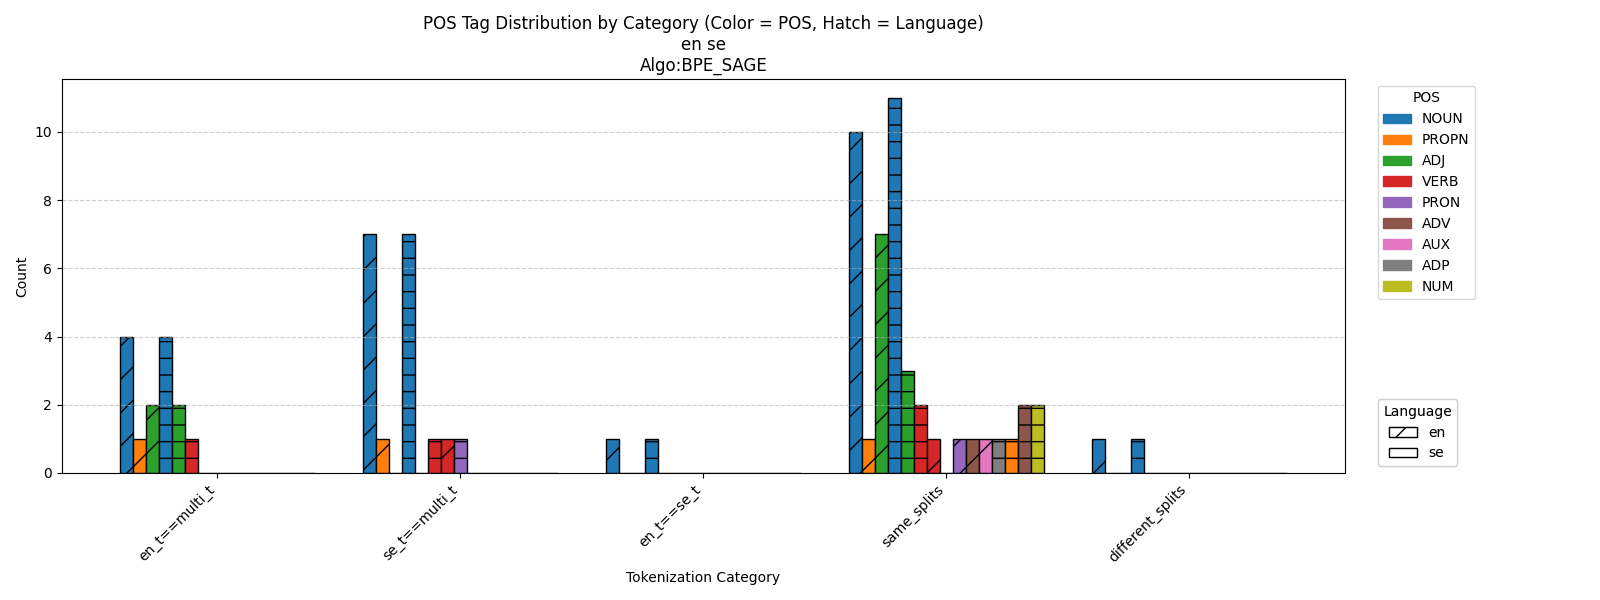 POS Tag Distribution by Category (Color = POS, Hatch = Language)
en se
Algo:BPE_SAGE
Count
10
8
6
4
2
0
en_t==multi_t
se_t==multi_t
en_t==se_t
same_splits
different_splits
Tokenization Category
POS
NOUN
PROPN
ADJ
VERB
PRON
ADV
AUX
ADP
NUM
Language
en
se